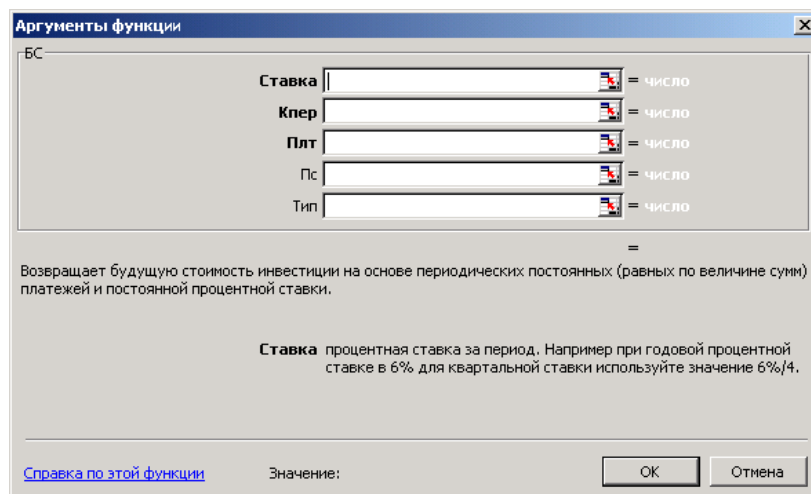 Аргументы функции
БС
Ставка = число
Кпер = число
Плт = число
Пс = число
Тип = число
=
Возвращает будущую стоимость инвестиции на основе периодических постоянных (равных по величине сумм)
платежей и постоянной процентной ставки.
Ставка процентная ставка за период. Например при годовой процентной
ставке в 6% для квартальной ставки используйте значение 6%/4.
Справка по этой функции Значение: ОК Отмена